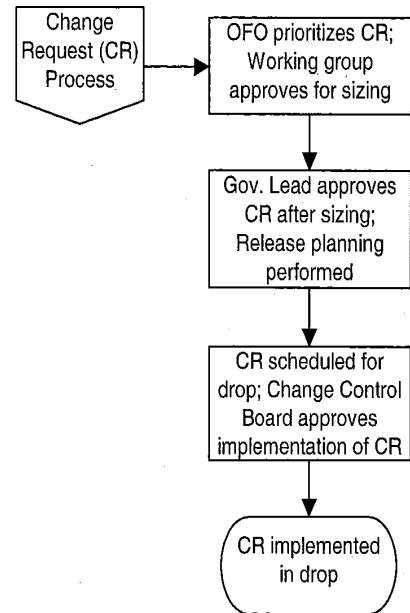 Change
Request (CR)
Process
OFO prioritizes CR;
Working group
approves for sizing
Gov. Lead approves
CR after sizing;
Release planning
performed
CR scheduled for
drop; Change Control
Board approves
implementation of CR
CR implemented
in drop